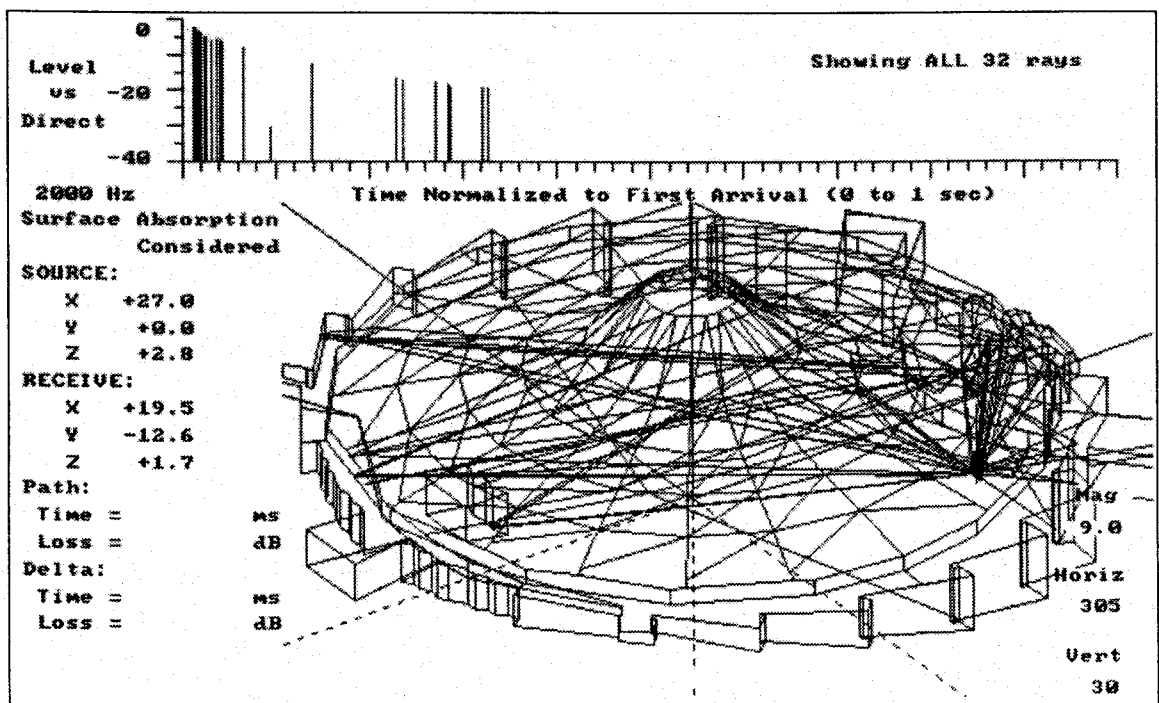 0
Level
vs -20
Direct
-40
Showing ALL 32 rays
2000 Hz
Time Normalized to First Arrival (0 to 1 sec)
Surface Absorption
Considered
SOURCE:
X +27.0
Y +0.0
Z +2.8
RECEIVE:
X +19.5
Y -12.6
Z +1.7
Path:
Time = ms
Loss = dB
Delta:
Time = ms
Loss = dB
Mag
9.0
Horiz
305
Vert
30